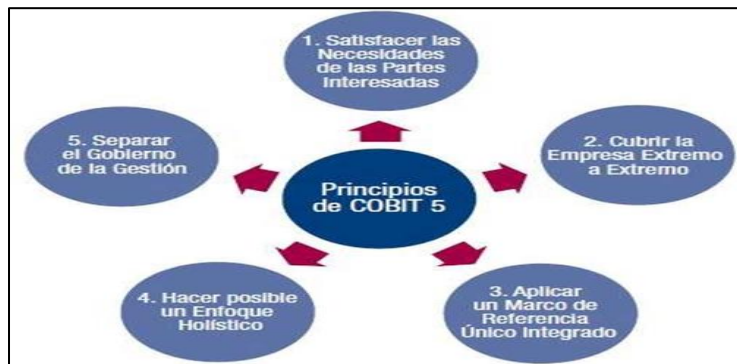 1. Satisfacer las
Necesidades
de las Partes
Interesadas
2. Cubrir la
Empresa Extremo
a Extremo
3. Aplicar
un Marco de
Referencia
Único Integrado
4. Hacer posible
un Enfoque
Holístico
5. Separar
el Gobierno
de la Gestión
Principios
de COBIT 5